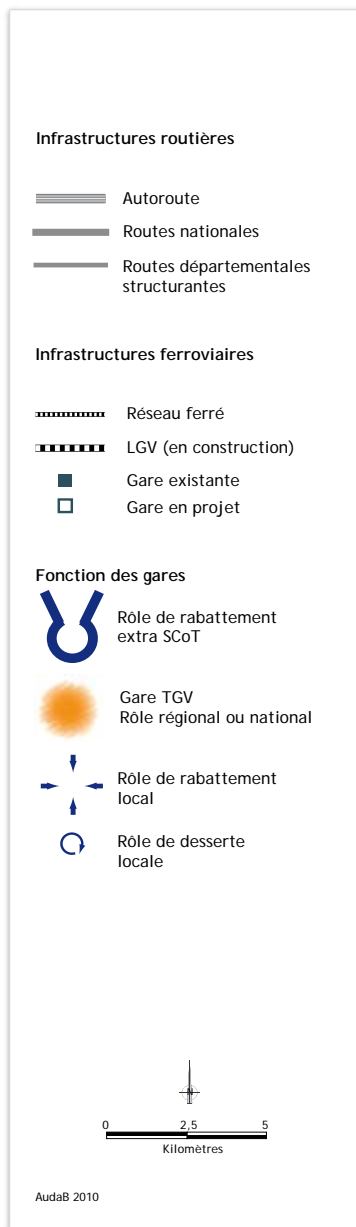 Infrastructures routières
Autoroute
Routes nationales
Routes départementales
structurantes
Infrastructures ferroviaires
Réseau ferré
LGV (en construction)
Gare existante
Gare en projet
Fonction des gares
Rôle de rabattement
extra SCoT
Gare TGV
Rôle régional ou national
Rôle de rabattement
local
Rôle de desserte
locale
N
0 2,5 5
Kilomètres
AudaB 2010